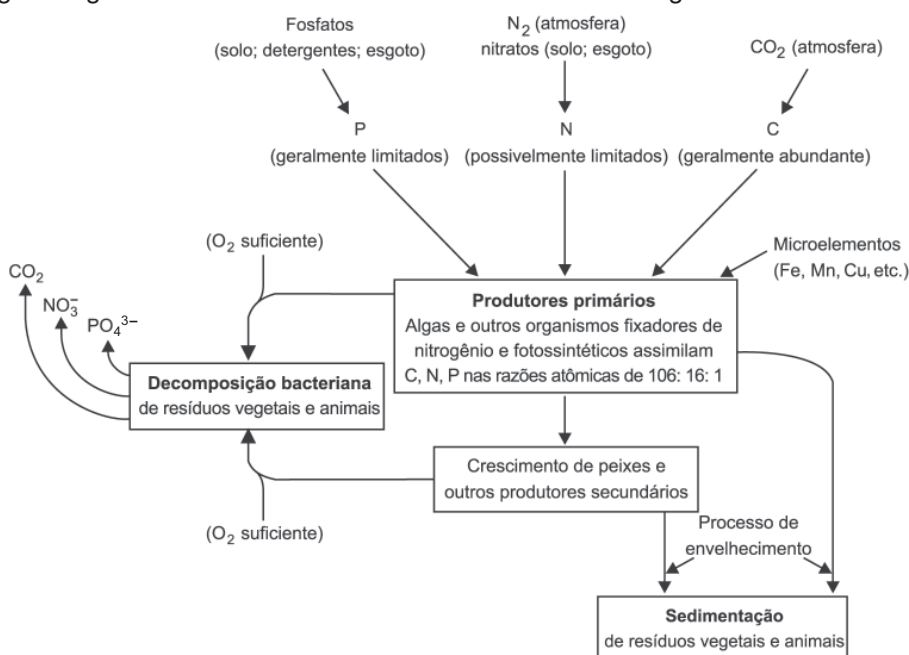 Fosfatos
(solo; detergentes; esgoto)
N₂ (atmosfera)
nitratos (solo; esgoto)
CO₂ (atmosfera)
P
(geralmente limitados)
N
(possivelmente limitados)
C
(geralmente abundante)
(O₂ suficiente)
Microelementos
(Fe, Mn, Cu, etc.)
CO₂
NO₃⁻
PO₄³⁻
Produtores primários
Algas e outros organismos fixadores de
nitrogênio e fotossintéticos assimilam
C, N, P nas razões atômicas de 106: 16: 1
Decomposição bacteriana
de resíduos vegetais e animais
Crescimento de peixes e
outros produtores secundários
(O₂ suficiente)
Processo de
envelhecimento
Sedimentação
de resíduos vegetais e animais